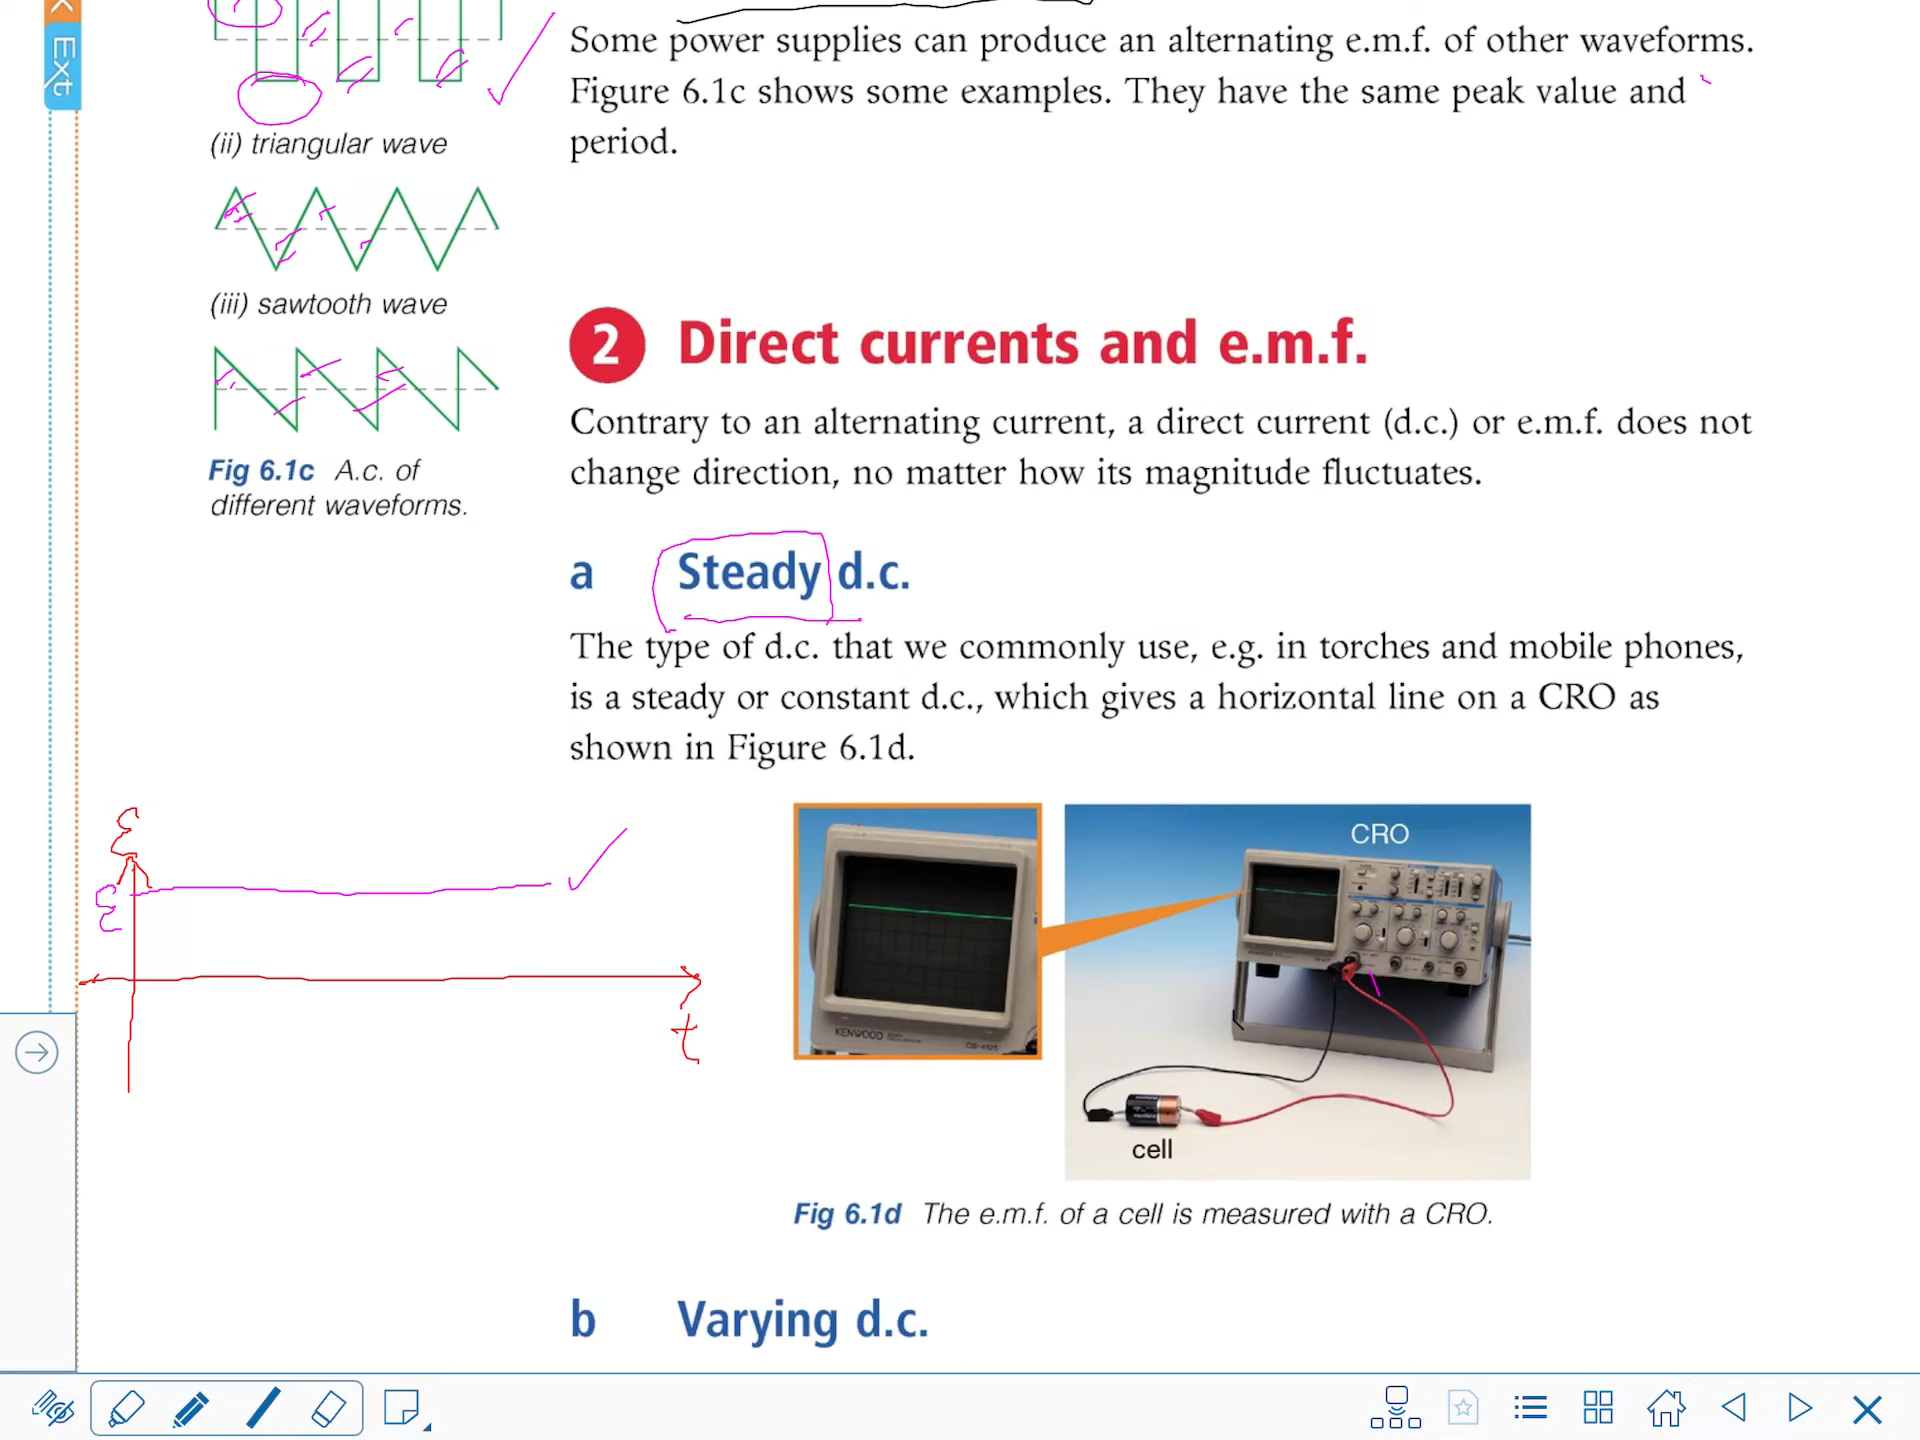 Ext
(ii) triangular wave
(iii) sawtooth wave
Fig 6.1c A.c. of
different waveforms.
Some power supplies can produce an alternating e.m.f. of other waveforms.
Figure 6.1c shows some examples. They have the same peak value and
period.
2 Direct currents and e.m.f.
Contrary to an alternating current, a direct current (d.c.) or e.m.f. does not
change direction, no matter how its magnitude fluctuates.
a Steady d.c.
The type of d.c. that we commonly use, e.g. in torches and mobile phones,
is a steady or constant d.c., which gives a horizontal line on a CRO as
shown in Figure 6.1d.
ε
ε
t
KENWOOD
CS-4125
CRO
cell
Fig 6.1d The e.m.f. of a cell is measured with a CRO.
b Varying d.c.